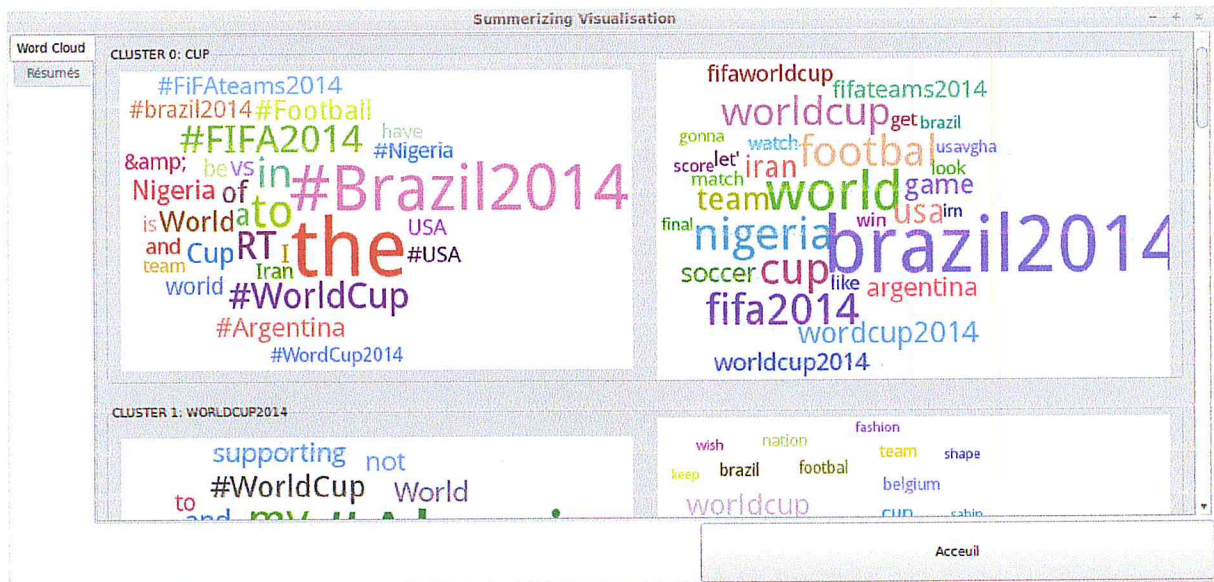 Summerizing Visualisation
Word Cloud
Résumés
CLUSTER 0: CUP
#FiFAteams2014
#brazil2014 #Football
#FIFA2014 have
#Nigeria
&amp; be vs in
#Brazil2014
Nigeria of
is World a to
the USA
and Cup RT I #USA
team Iran
world #WorldCup
#Argentina
#WordCup2014
fifaworldcup
fifateams2014
worldcup get brazil
gonna watch footbal usavgha
score let' iran look
match world game
team usa irn
final nigeria win
brazil2014
soccer cup like argentina
fifa2014
wordcup2014
worldcup2014
CLUSTER 1: WORLDCUP2014
supporting not
#WorldCup World
to
and my
fashion
wish nation team shape
keep brazil footbal
belgium
worldcup
cup sabin
Acceuil